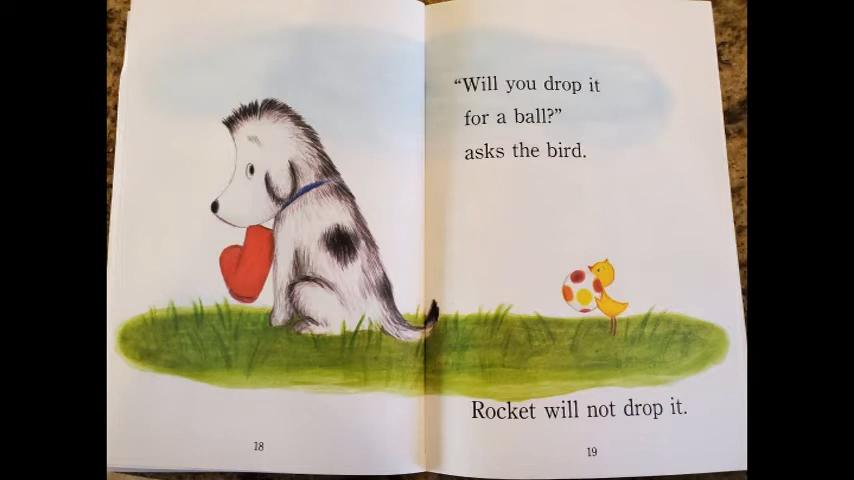 “Will you drop it
for a ball?”
asks the bird.
Rocket will not drop it.
18
19